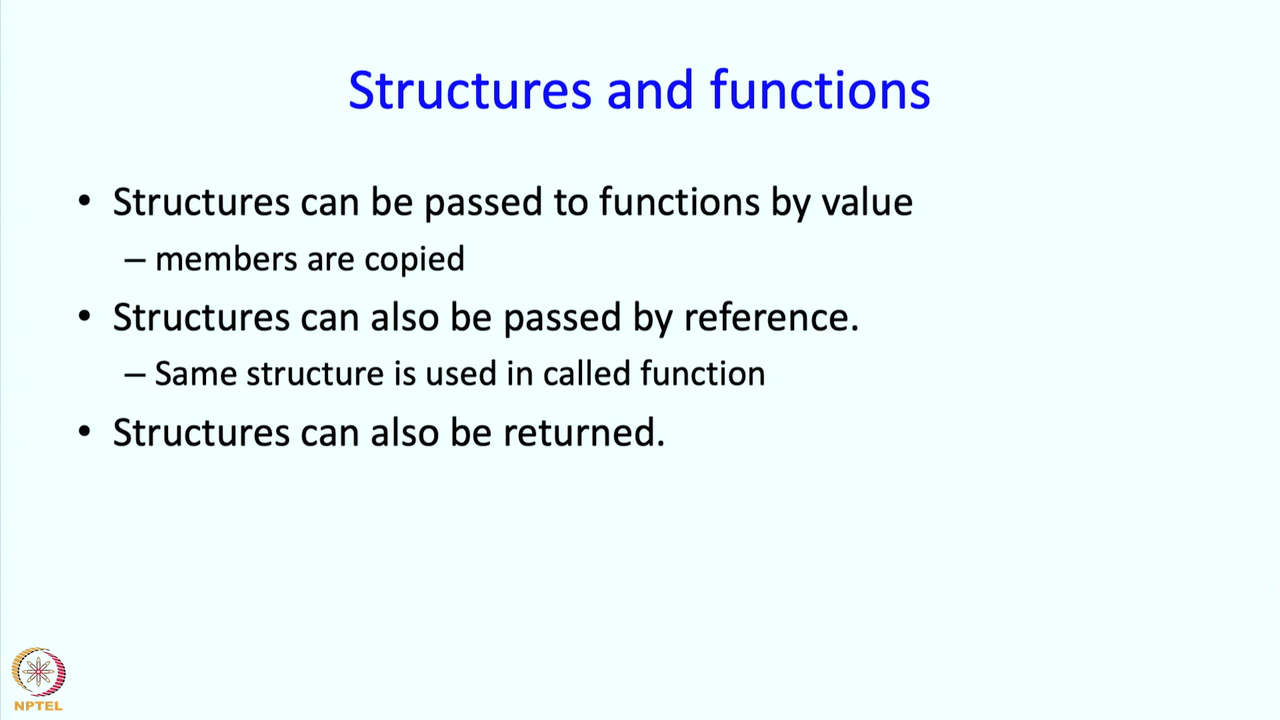 Structures and functions
• Structures can be passed to functions by value
– members are copied
• Structures can also be passed by reference.
– Same structure is used in called function
• Structures can also be returned.
NPTEL